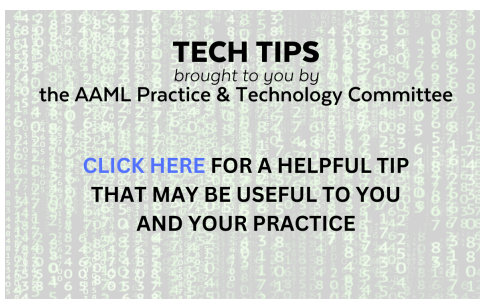 TECH TIPS
brought to you by
the AAML Practice & Technology Committee
CLICK HERE FOR A HELPFUL TIP
THAT MAY BE USEFUL TO YOU
AND YOUR PRACTICE